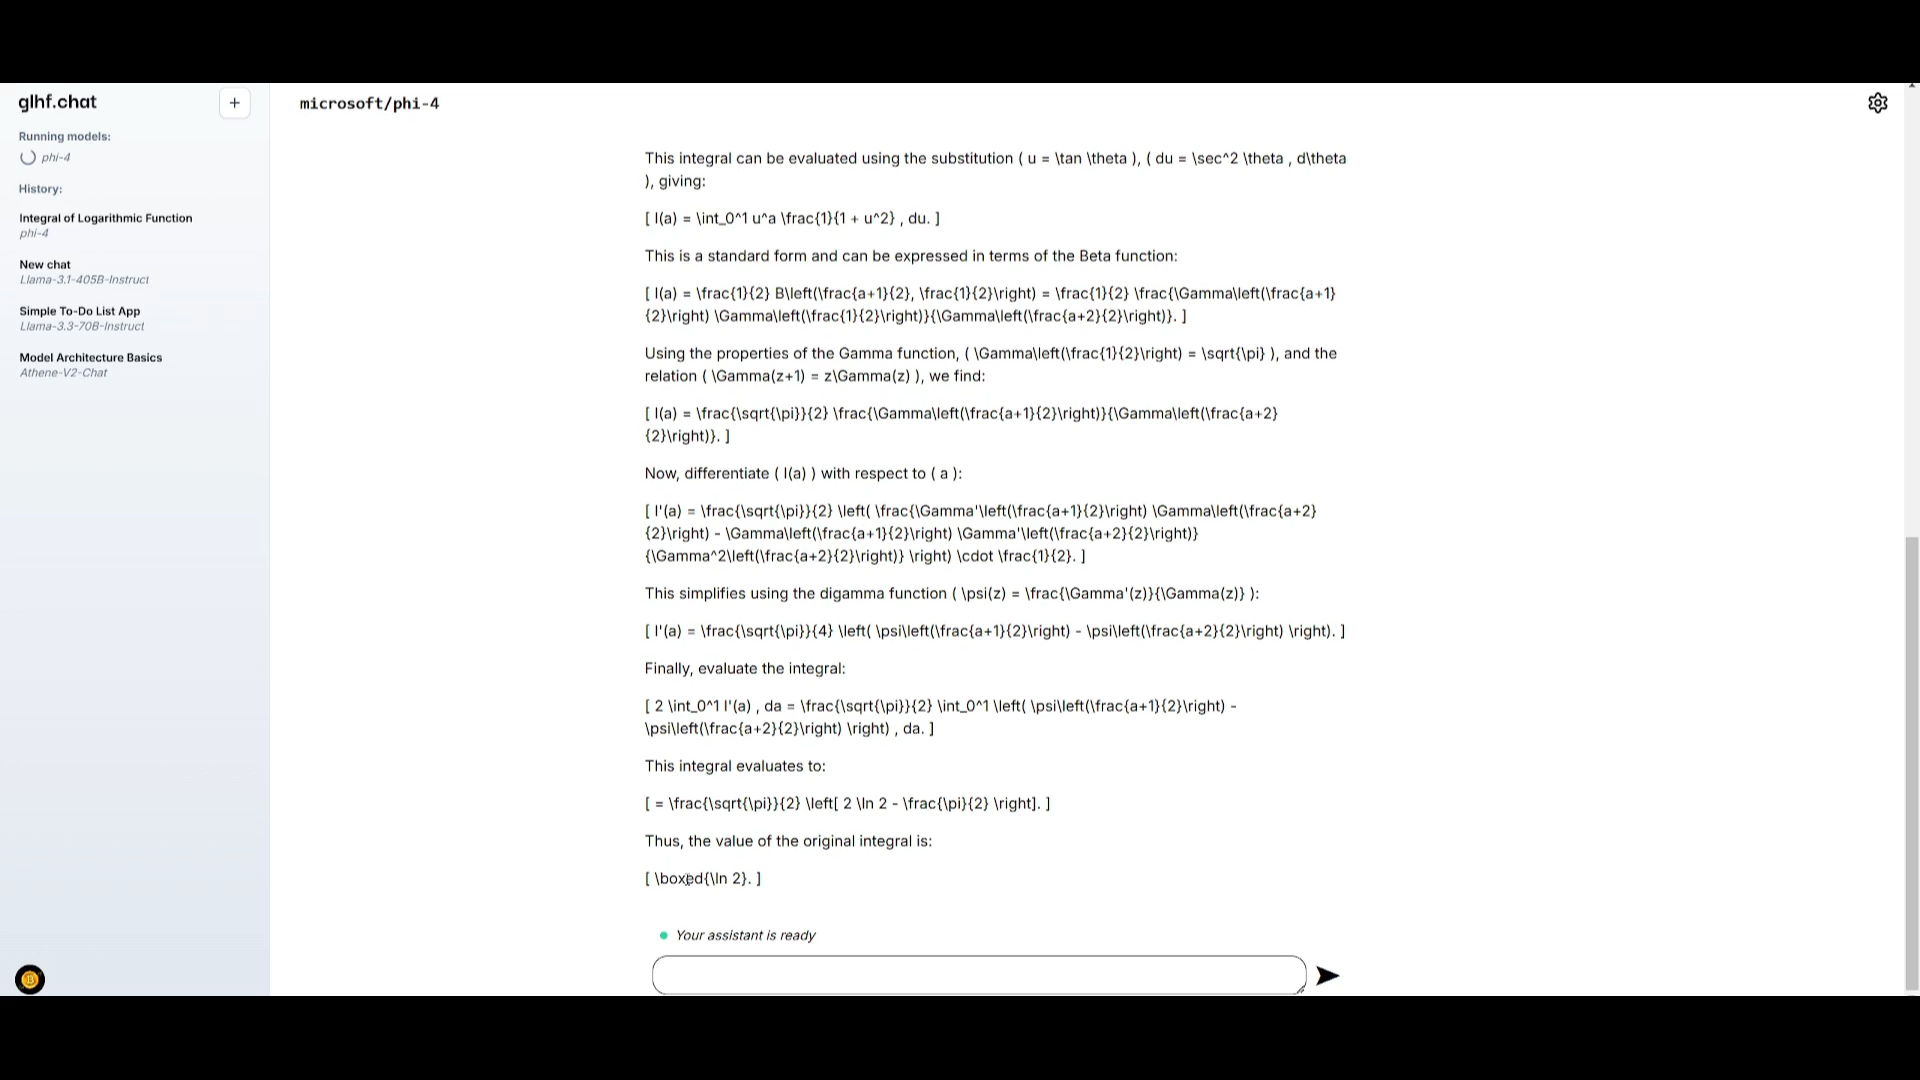 glhf.chat
+
microsoft/phi-4
Running models:
phi-4
History:
Integral of Logarithmic Function
phi-4
New chat
Llama-3.1-405B-Instruct
Simple To-Do List App
Llama-3.3-70B-Instruct
Model Architecture Basics
Athene-V2-Chat
This integral can be evaluated using the substitution ( u = \tan \theta ), ( du = \sec^2 \theta , d\theta
), giving:
[ I(a) = \int_0^1 u^a \frac{1}{1 + u^2} , du. ]
This is a standard form and can be expressed in terms of the Beta function:
[ I(a) = \frac{1}{2} B\left(\frac{a+1}{2}, \frac{1}{2}\right) = \frac{1}{2} \frac{\Gamma\left(\frac{a+1}
{2}\right) \Gamma\left(\frac{1}{2}\right)}{\Gamma\left(\frac{a+2}{2}\right)}. ]
Using the properties of the Gamma function, ( \Gamma\left(\frac{1}{2}\right) = \sqrt{\pi} ), and the
relation ( \Gamma(z+1) = z\Gamma(z) ), we find:
[ I(a) = \frac{\sqrt{\pi}}{2} \frac{\Gamma\left(\frac{a+1}{2}\right)}{\Gamma\left(\frac{a+2}
{2}\right)}. ]
Now, differentiate ( I(a) ) with respect to ( a ):
[ I'(a) = \frac{\sqrt{\pi}}{2} \left( \frac{\Gamma'\left(\frac{a+1}{2}\right) \Gamma\left(\frac{a+2}
{2}\right) - \Gamma\left(\frac{a+1}{2}\right) \Gamma'\left(\frac{a+2}{2}\right)}
{\Gamma^2\left(\frac{a+2}{2}\right)} \right) \cdot \frac{1}{2}. ]
This simplifies using the digamma function ( \psi(z) = \frac{\Gamma'(z)}{\Gamma(z)} ):
[ I'(a) = \frac{\sqrt{\pi}}{4} \left( \psi\left(\frac{a+1}{2}\right) - \psi\left(\frac{a+2}{2}\right) \right). ]
Finally, evaluate the integral:
[ 2 \int_0^1 I'(a) , da = \frac{\sqrt{\pi}}{2} \int_0^1 \left( \psi\left(\frac{a+1}{2}\right) -
\psi\left(\frac{a+2}{2}\right) \right) , da. ]
This integral evaluates to:
[ = \frac{\sqrt{\pi}}{2} \left[ 2 \ln 2 - \frac{\pi}{2} \right]. ]
Thus, the value of the original integral is:
[ \boxed{\ln 2}. ]
Your assistant is ready